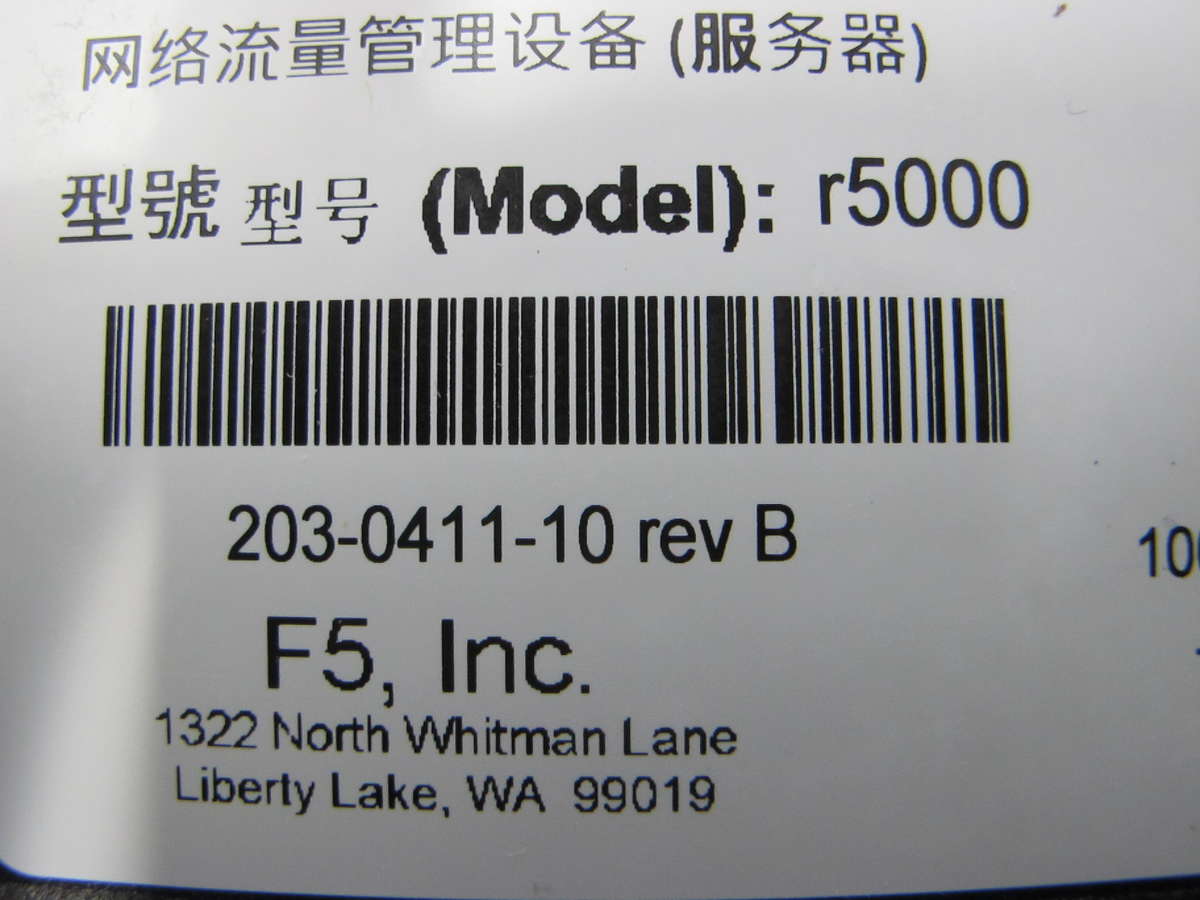 网络流量管理设备 (服务器)
型號 型号 (Model): r5000
203-0411-10 rev B
F5, Inc.
1322 North Whitman Lane
Liberty Lake, WA 99019